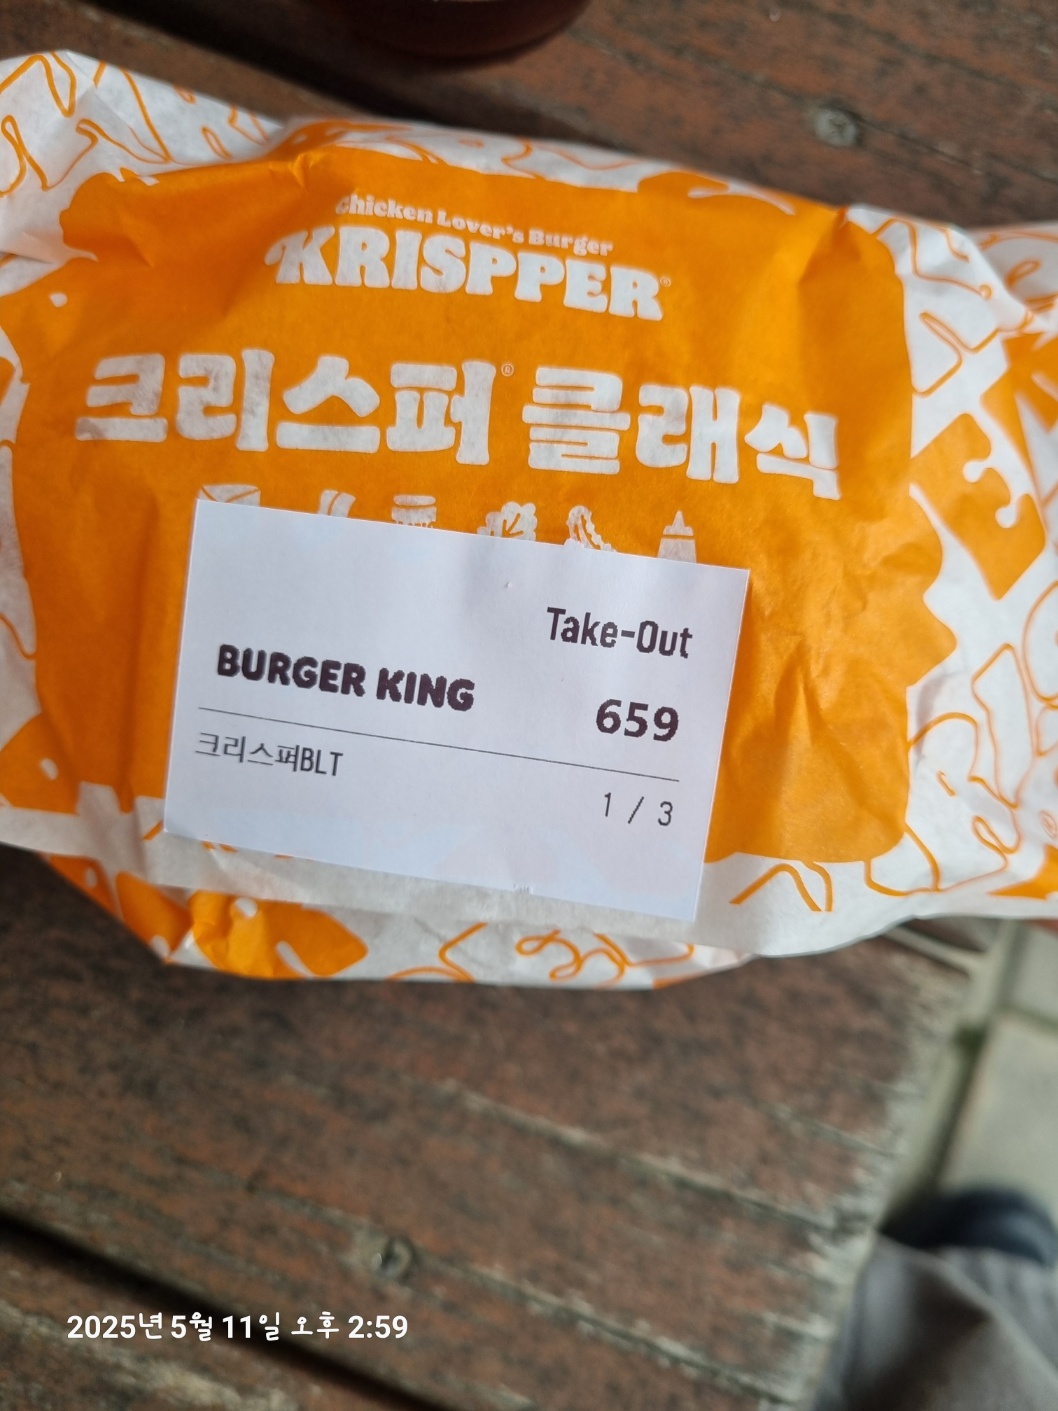 Chicken Lover's Burger
KRISPPER®
크리스퍼® 클래식
Take-Out
BURGER KING
659
크리스퍼BLT
1 / 3
2025년 5월 11일 오후 2:59